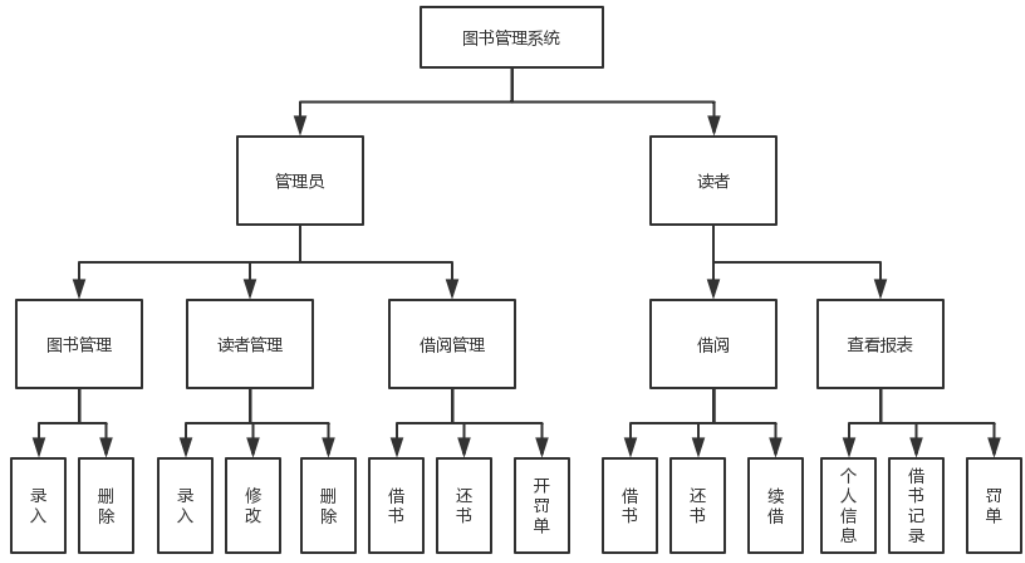 图书管理系统
管理员
读者
图书管理
读者管理
借阅管理
借阅
查看报表
录入
删除
录入
修改
删除
借书
还书
开罚单
借书
还书
续借
个人信息
借书记录
罚单